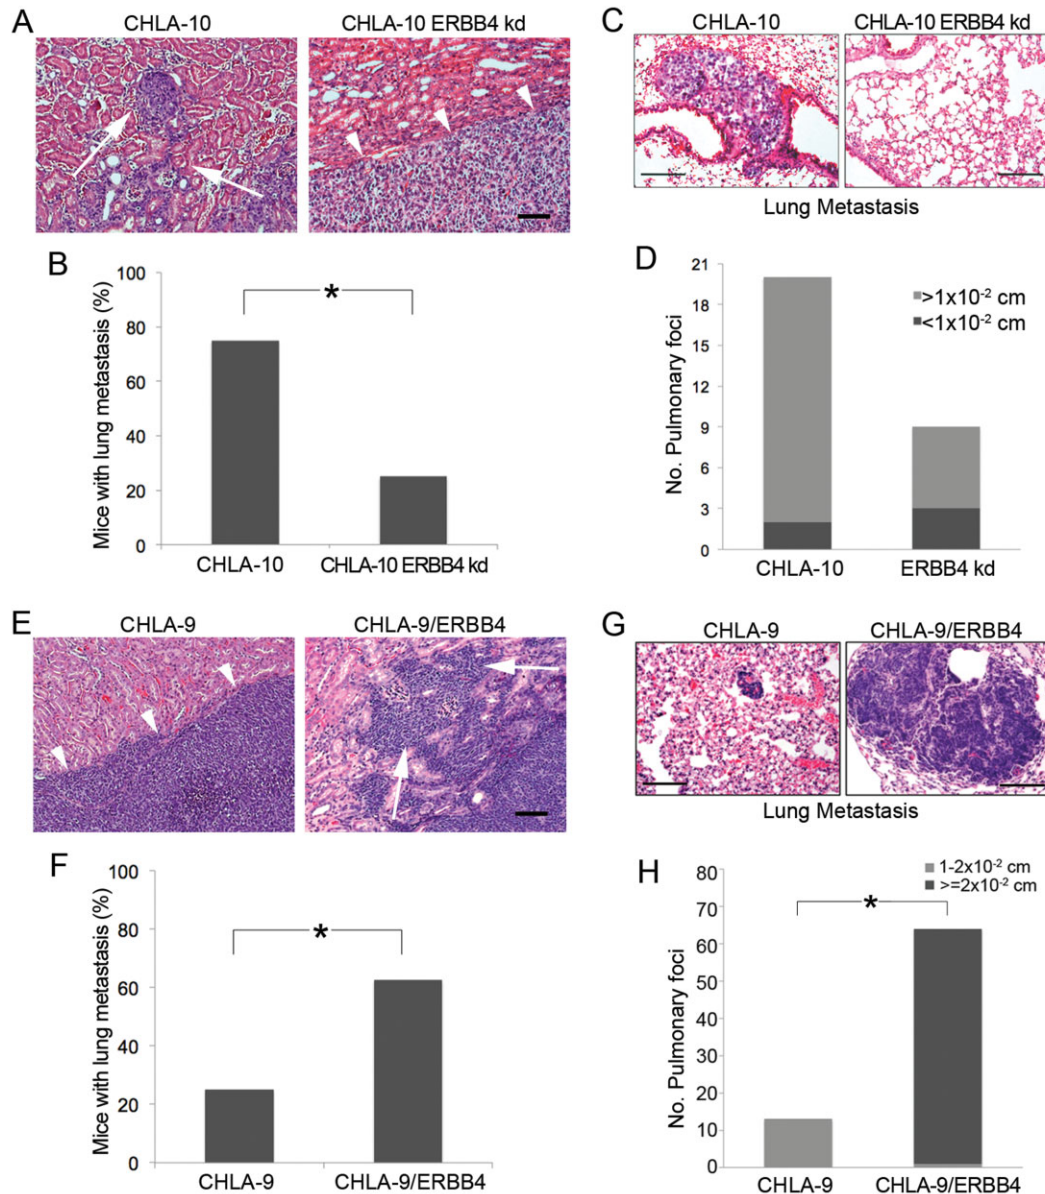 A
CHLA-10
CHLA-10 ERBB4 kd
B
Mice with lung metastasis (%)
100
80
60
40
20
0
*
CHLA-10
CHLA-10 ERBB4 kd
C
CHLA-10
CHLA-10 ERBB4 kd
Lung Metastasis
D
No. Pulmonary foci
21
18
15
12
9
6
3
0
>1x10⁻² cm
<1x10⁻² cm
CHLA-10
ERBB4 kd
E
CHLA-9
CHLA-9/ERBB4
F
Mice with lung metastasis (%)
100
80
60
40
20
0
*
CHLA-9
CHLA-9/ERBB4
G
CHLA-9
CHLA-9/ERBB4
Lung Metastasis
H
No. Pulmonary foci
80
70
60
50
40
30
20
10
0
1-2x10⁻² cm
>=2x10⁻² cm
*
CHLA-9
CHLA-9/ERBB4